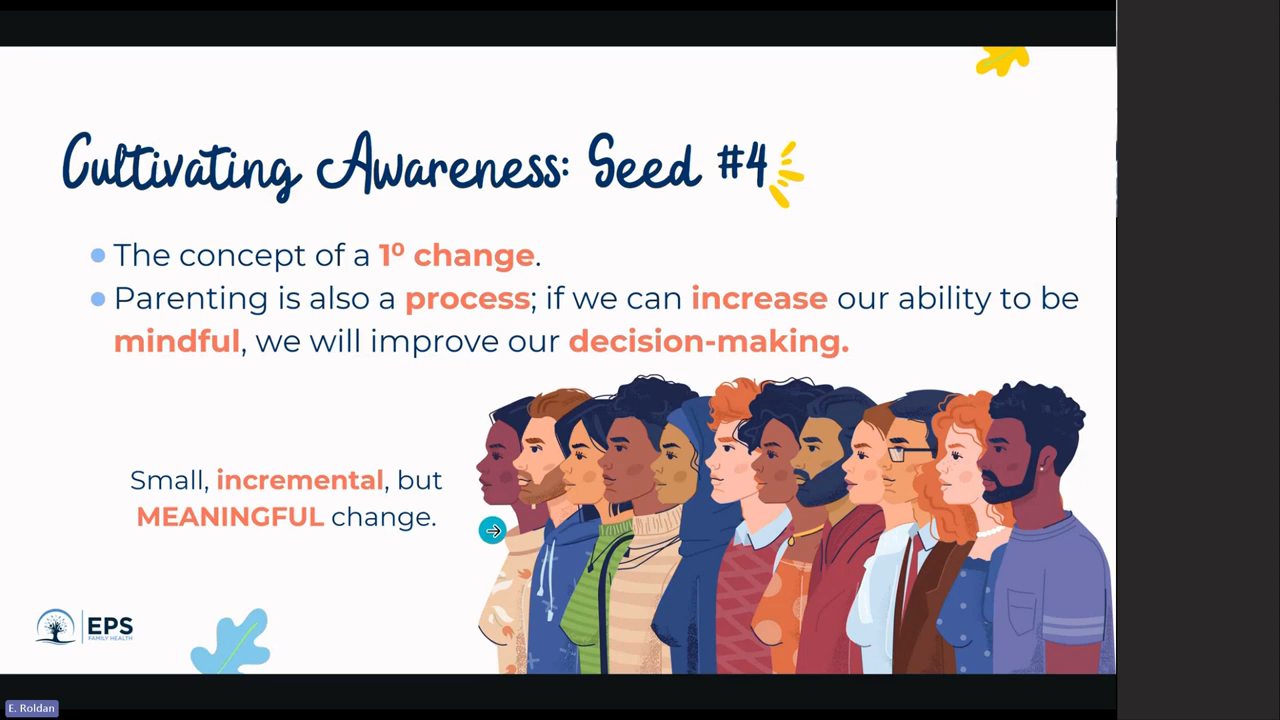 Cultivating Awareness: Seed #4
The concept of a 1⁰ change.
Parenting is also a process; if we can increase our ability to be
mindful, we will improve our decision-making.
Small, incremental, but
MEANINGFUL change.
EPS
FAMILY HEALTH
E. Roldan